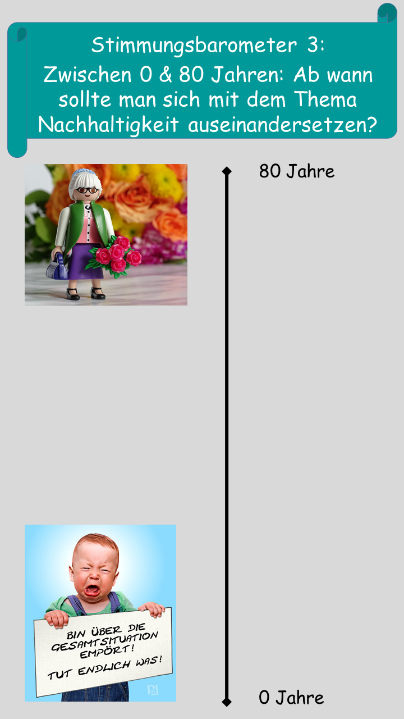 Stimmungsbarometer 3:
Zwischen 0 & 80 Jahren: Ab wann
sollte man sich mit dem Thema
Nachhaltigkeit auseinandersetzen?
80 Jahre
BIN ÜBER DIE
GESAMTSITUATION
EMPÖRT!
TUT ENDLICH WAS!
0 Jahre